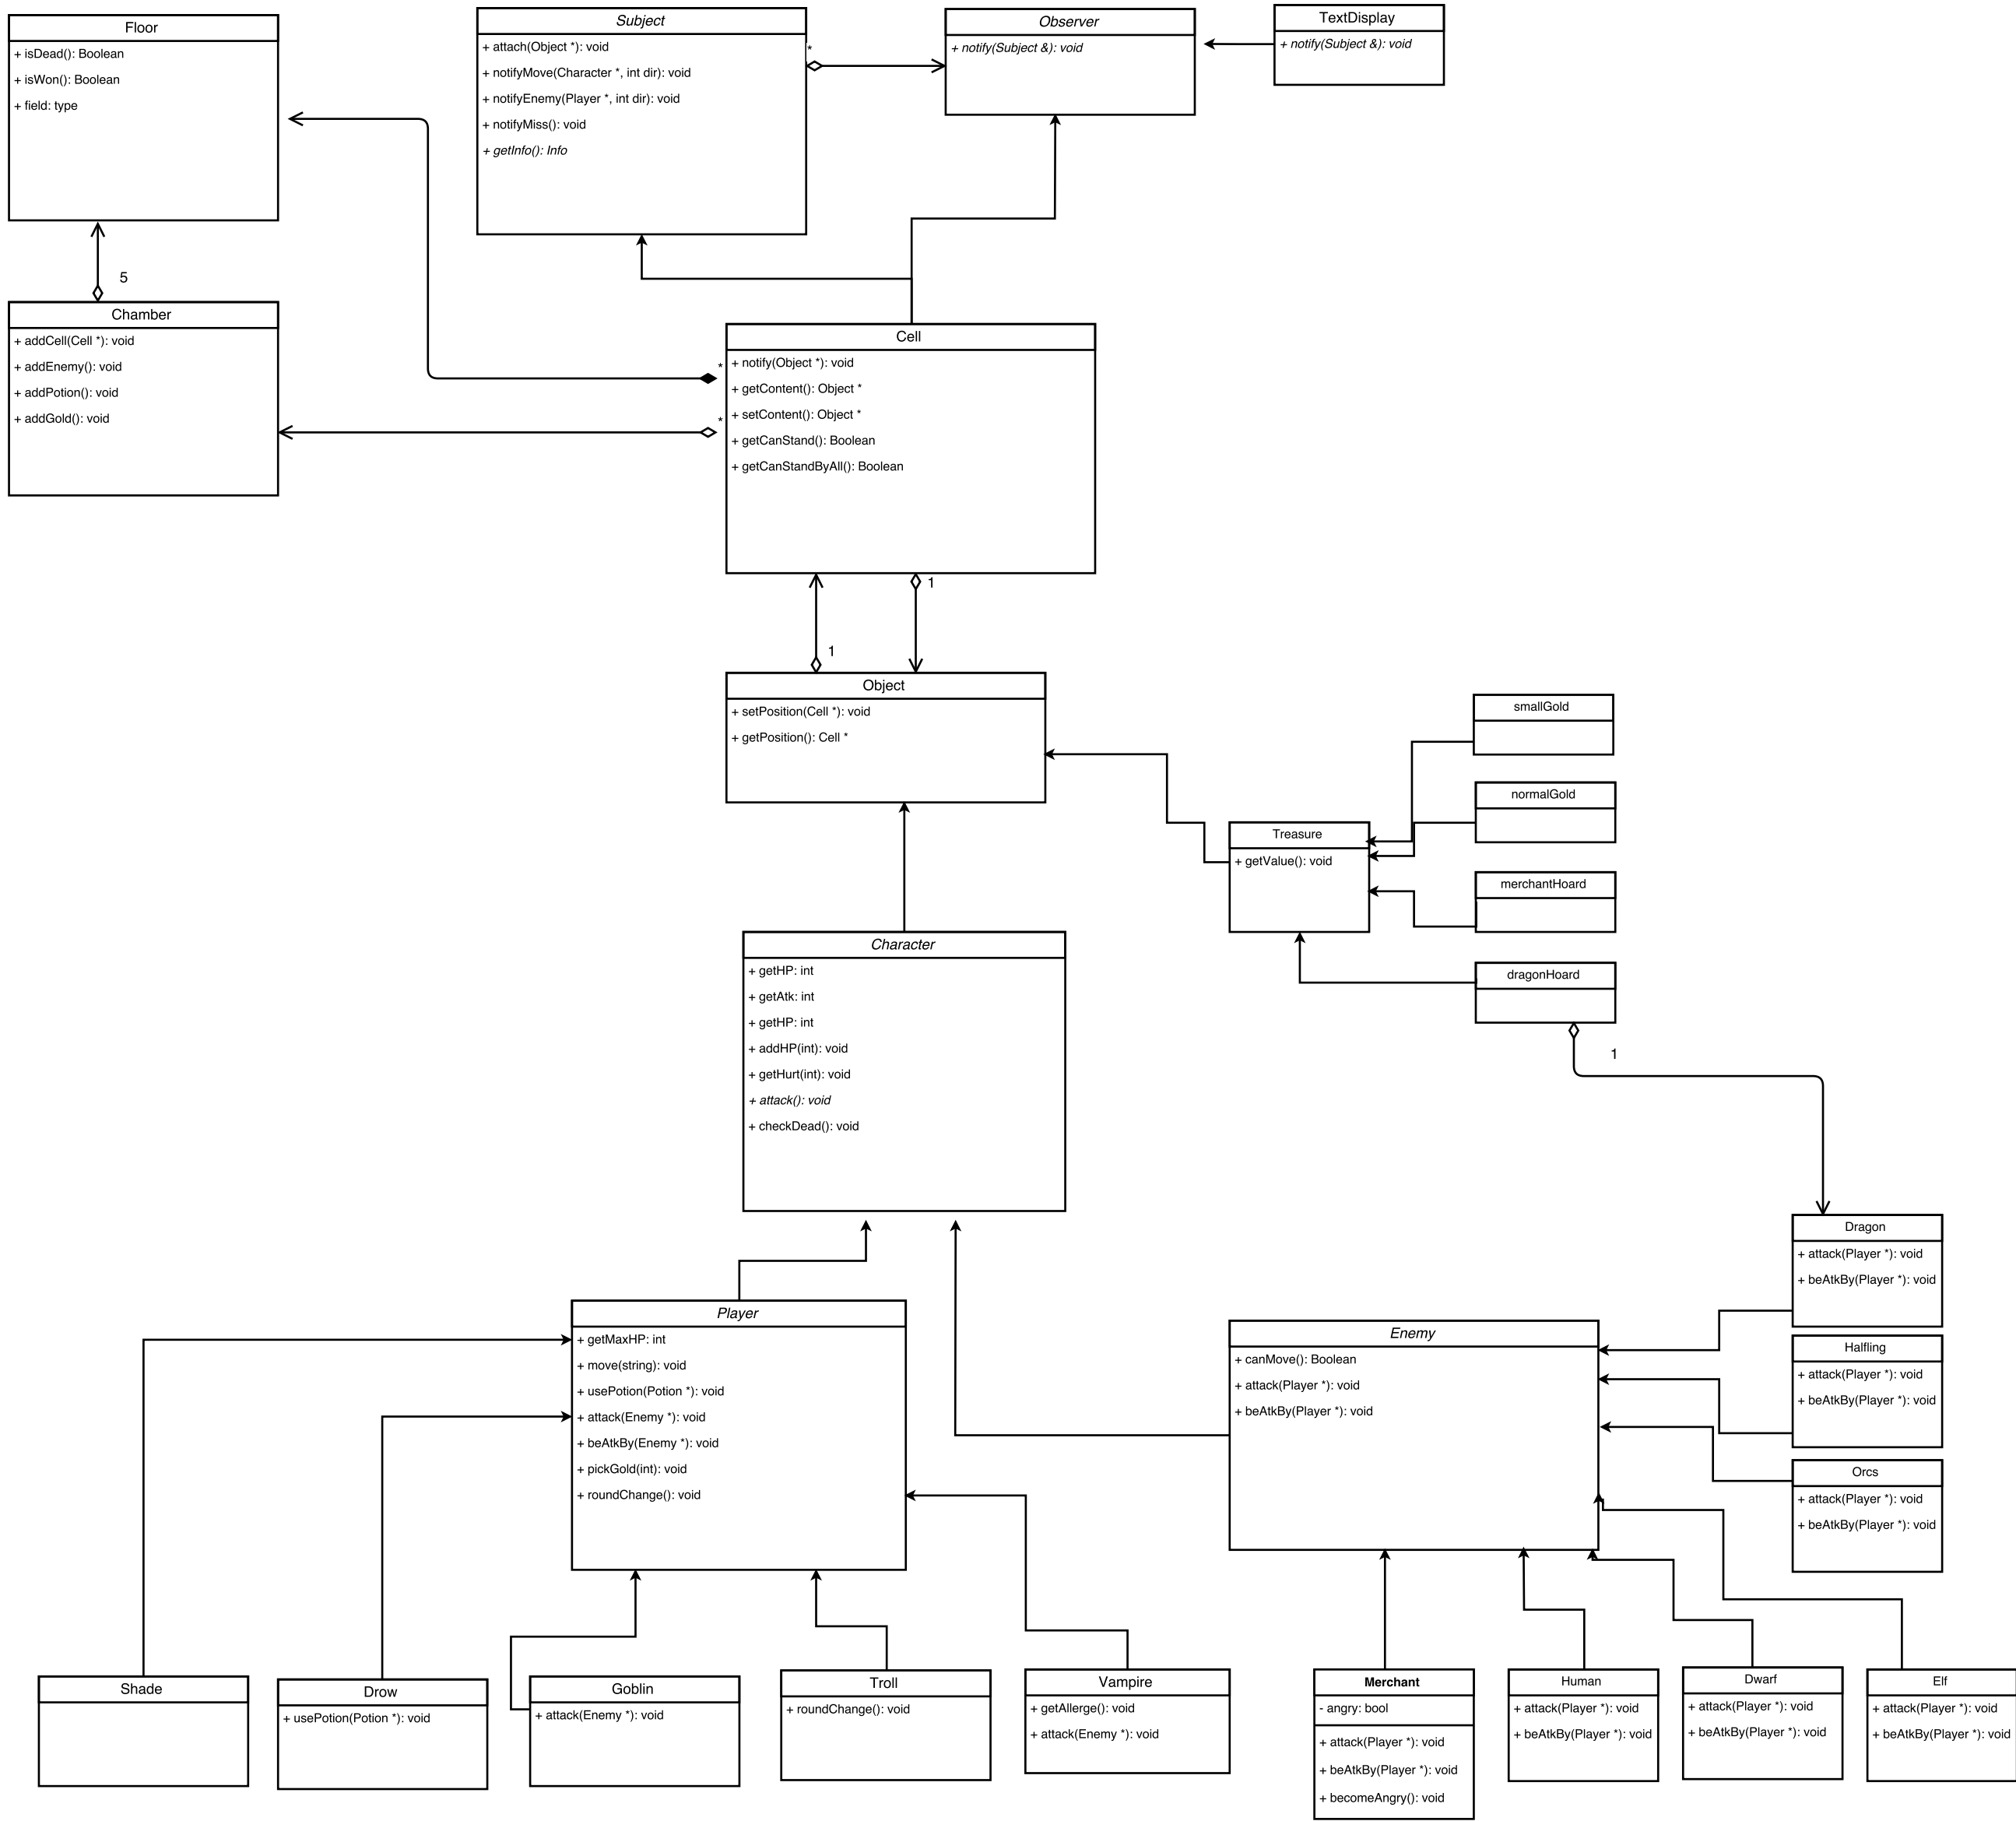 Floor
+ isDead(): Boolean
+ isWon(): Boolean
+ field: type
Subject
+ attach(Object *): void
+ notifyMove(Character *, int dir): void
+ notifyEnemy(Player *, int dir): void
+ notifyMiss(): void
+ getInfo(): Info
*
Observer
+ notify(Subject &): void
TextDisplay
+ notify(Subject &): void
5
Chamber
+ addCell(Cell *): void
+ addEnemy(): void
+ addPotion(): void
+ addGold(): void
*
*
Cell
+ notify(Object *): void
+ getContent(): Object *
+ setContent(): Object *
+ getCanStand(): Boolean
+ getCanStandByAll(): Boolean
1
1
Object
+ setPosition(Cell *): void
+ getPosition(): Cell *
smallGold
normalGold
Treasure
+ getValue(): void
merchantHoard
dragonHoard
1
Character
+ getHP: int
+ getAtk: int
+ getHP: int
+ addHP(int): void
+ getHurt(int): void
+ attack(): void
+ checkDead(): void
Dragon
+ attack(Player *): void
+ beAtkBy(Player *): void
Player
+ getMaxHP: int
+ move(string): void
+ usePotion(Potion *): void
+ attack(Enemy *): void
+ beAtkBy(Enemy *): void
+ pickGold(int): void
+ roundChange(): void
Enemy
+ canMove(): Boolean
+ attack(Player *): void
+ beAtkBy(Player *): void
Halfling
+ attack(Player *): void
+ beAtkBy(Player *): void
Orcs
+ attack(Player *): void
+ beAtkBy(Player *): void
Shade
Drow
+ usePotion(Potion *): void
Goblin
+ attack(Enemy *): void
Troll
+ roundChange(): void
Vampire
+ getAllerge(): void
+ attack(Enemy *): void
Merchant
- angry: bool
+ attack(Player *): void
+ beAtkBy(Player *): void
+ becomeAngry(): void
Human
+ attack(Player *): void
+ beAtkBy(Player *): void
Dwarf
+ attack(Player *): void
+ beAtkBy(Player *): void
Elf
+ attack(Player *): void
+ beAtkBy(Player *): void